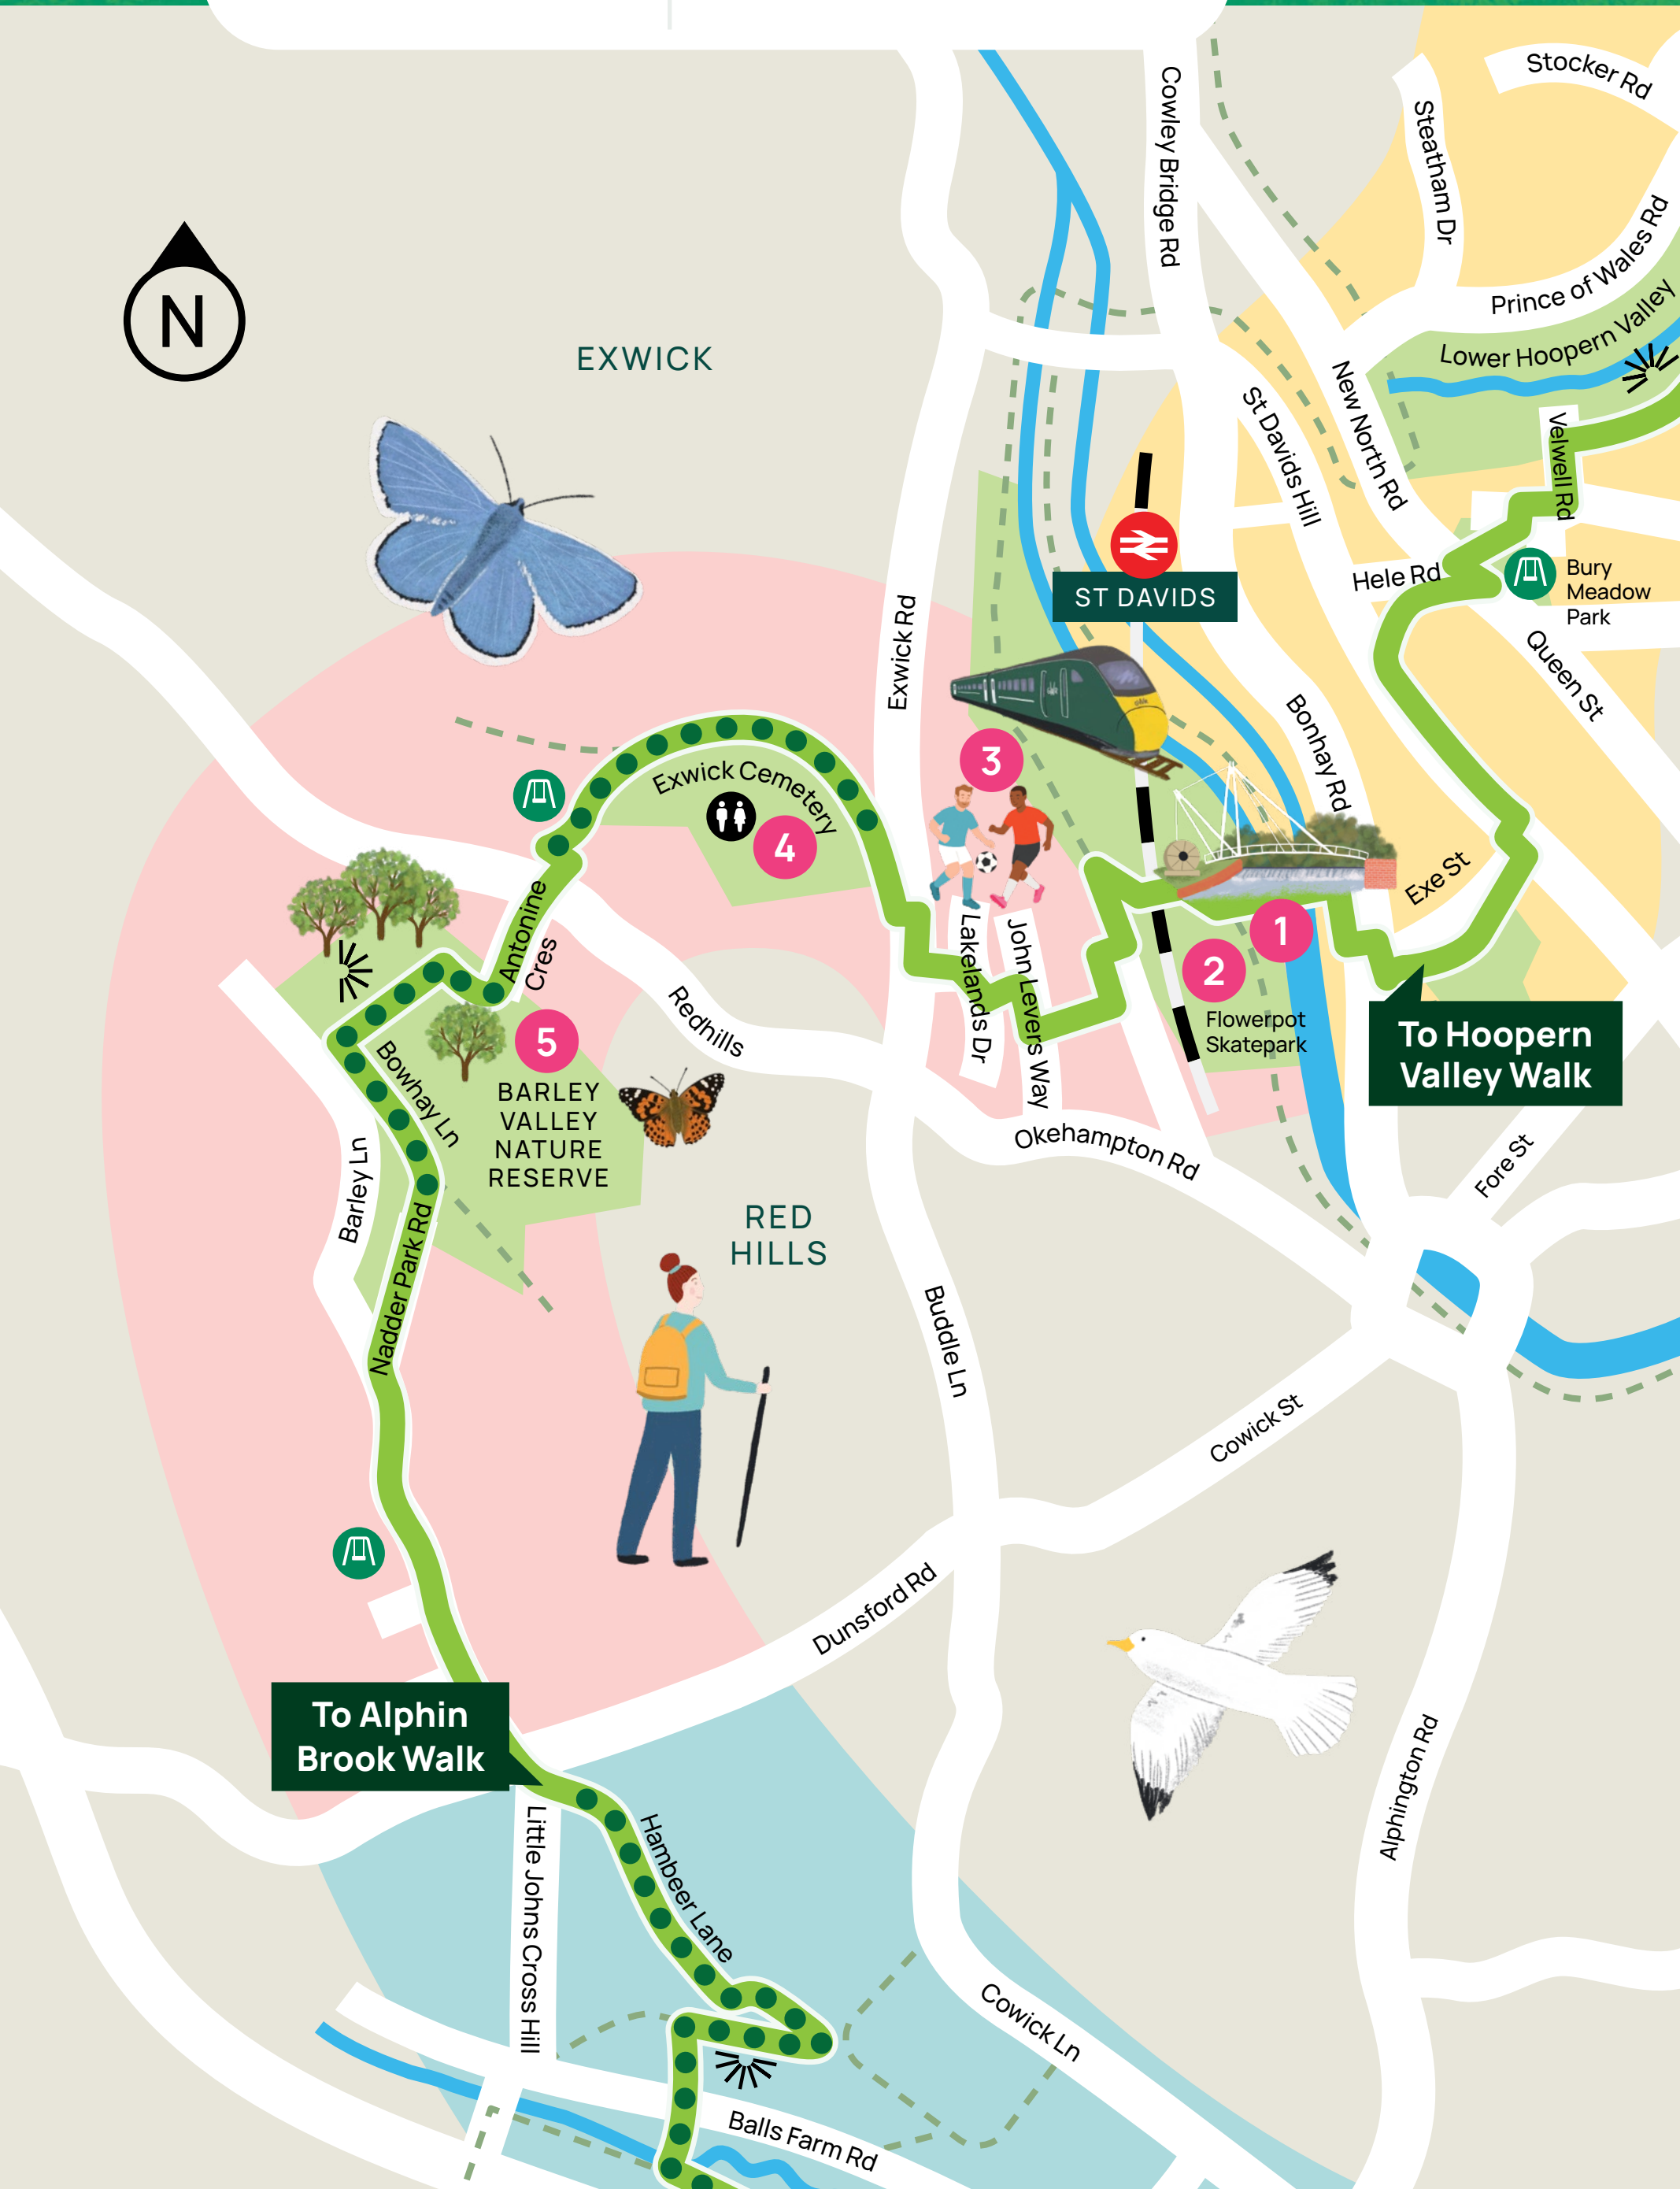 Stocker Rd
Cowley Bridge Rd
Steatham Dr
Prince of Wales Rd
Lower Hoopern Valley
N
EXWICK
New North Rd
St Davids Hill
Velwell Rd
Hele Rd
Bury
Meadow
Park
ST DAVIDS
Exwick Rd
Queen St
Bonhay Rd
3
Exwick Cemetery
4
Exe St
Antonine
Cres
Lakelands Dr
John Levers Way
1
2
Flowerpot
Skatepark
To Hoopern
Valley Walk
Redhills
5
BARLEY
VALLEY
NATURE
RESERVE
Bowhay Ln
Barley Ln
Okehampton Rd
Fore St
RED
HILLS
Nadder Park Rd
Buddle Ln
Cowick St
Dunsford Rd
To Alphin
Brook Walk
Alphington Rd
Little Johns Cross Hill
Hambeer Lane
Cowick Ln
Balls Farm Rd